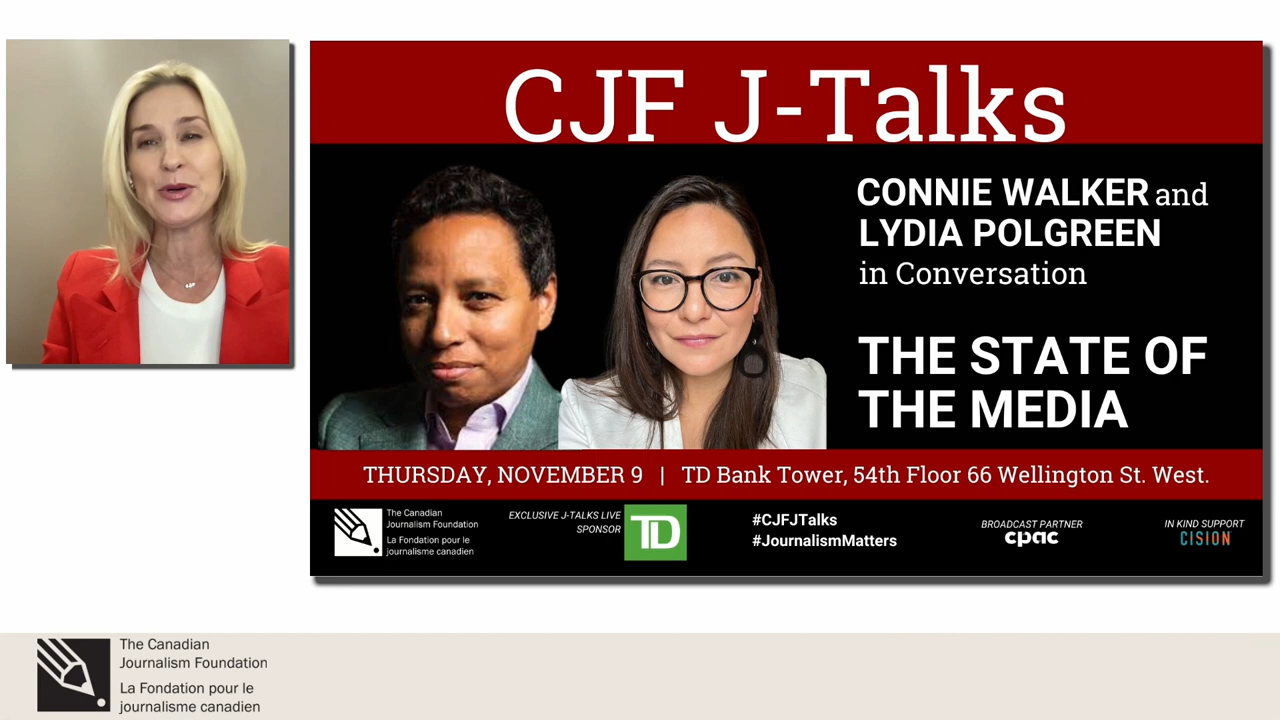 CJF J-Talks
CONNIE WALKER and
LYDIA POLGREEN
in Conversation
THE STATE OF
THE MEDIA
THURSDAY, NOVEMBER 9 | TD Bank Tower, 54th Floor 66 Wellington St. West.
The Canadian
Journalism Foundation
La Fondation pour le
journalisme canadien
EXCLUSIVE J-TALKS LIVE
SPONSOR
TD
#CJFJTalks
#JournalismMatters
BROADCAST PARTNER
cpac
IN KIND SUPPORT
CISION
The Canadian
Journalism Foundation
La Fondation pour le
journalisme canadien